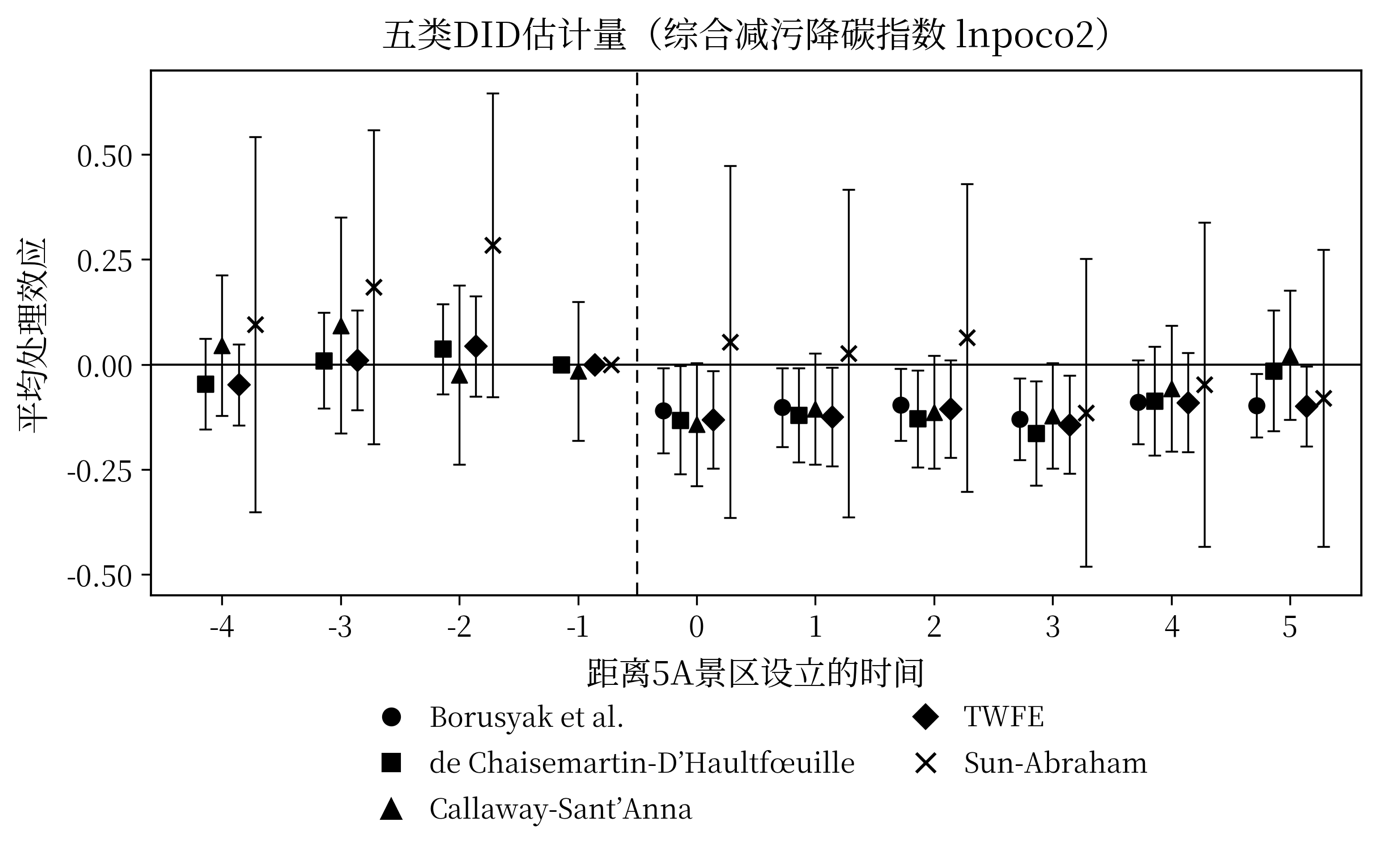 五类DID估计量（综合减污降碳指数 lnpoco2）
平均处理效应
0.50
0.25
0.00
-0.25
-0.50
-4 -3 -2 -1 0 1 2 3 4 5
距离5A景区设立的时间
Borusyak et al.
de Chaisemartin-D’Haultfœuille
Callaway-Sant’Anna
TWFE
Sun-Abraham